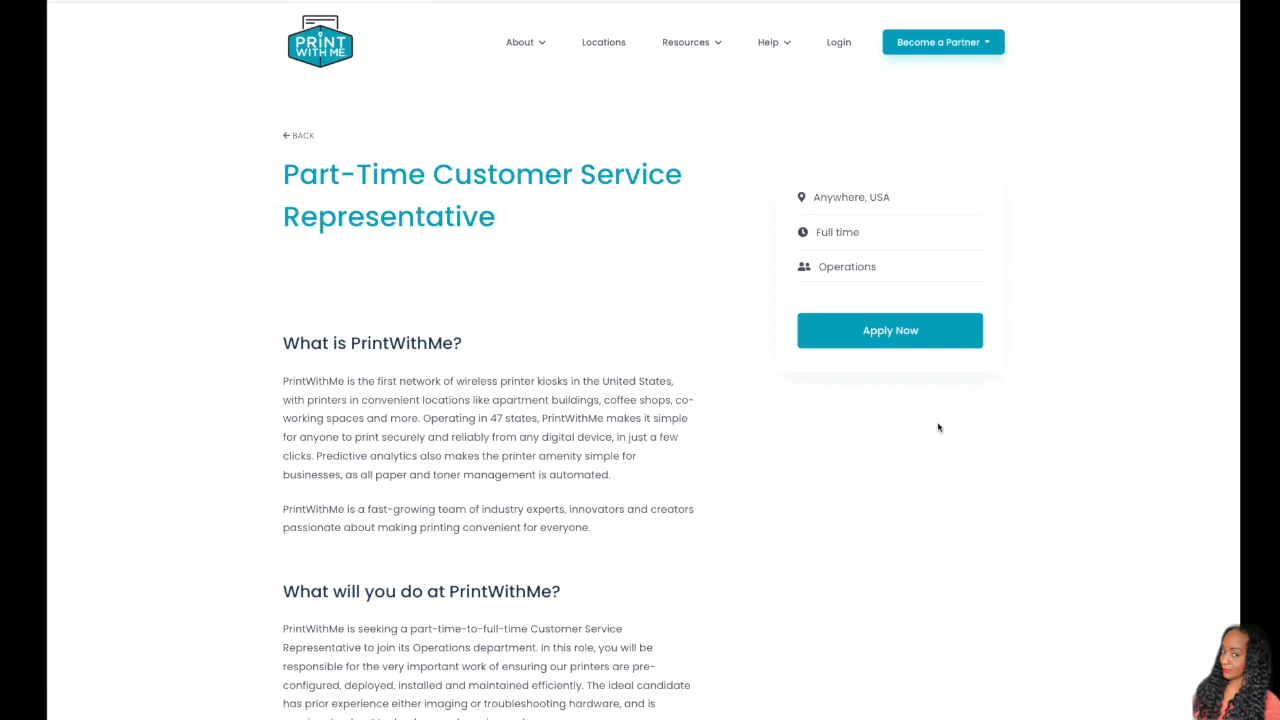 PRINT
WITH ME
About
Locations
Resources
Help
Login
Become a Partner
BACK
Part-Time Customer Service
Representative
Anywhere, USA
Full time
Operations
Apply Now
What is PrintWithMe?
PrintWithMe is the first network of wireless printer kiosks in the United States,
with printers in convenient locations like apartment buildings, coffee shops, co-
working spaces and more. Operating in 47 states, PrintWithMe makes it simple
for anyone to print securely and reliably from any digital device, in just a few
clicks. Predictive analytics also makes the printer amenity simple for
businesses, as all paper and toner management is automated.
PrintWithMe is a fast-growing team of industry experts, innovators and creators
passionate about making printing convenient for everyone.
What will you do at PrintWithMe?
PrintWithMe is seeking a part-time-to-full-time Customer Service
Representative to join its Operations department. In this role, you will be
responsible for the very important work of ensuring our printers are pre-
configured, deployed, installed and maintained efficiently. The ideal candidate
has prior experience either imaging or troubleshooting hardware, and is